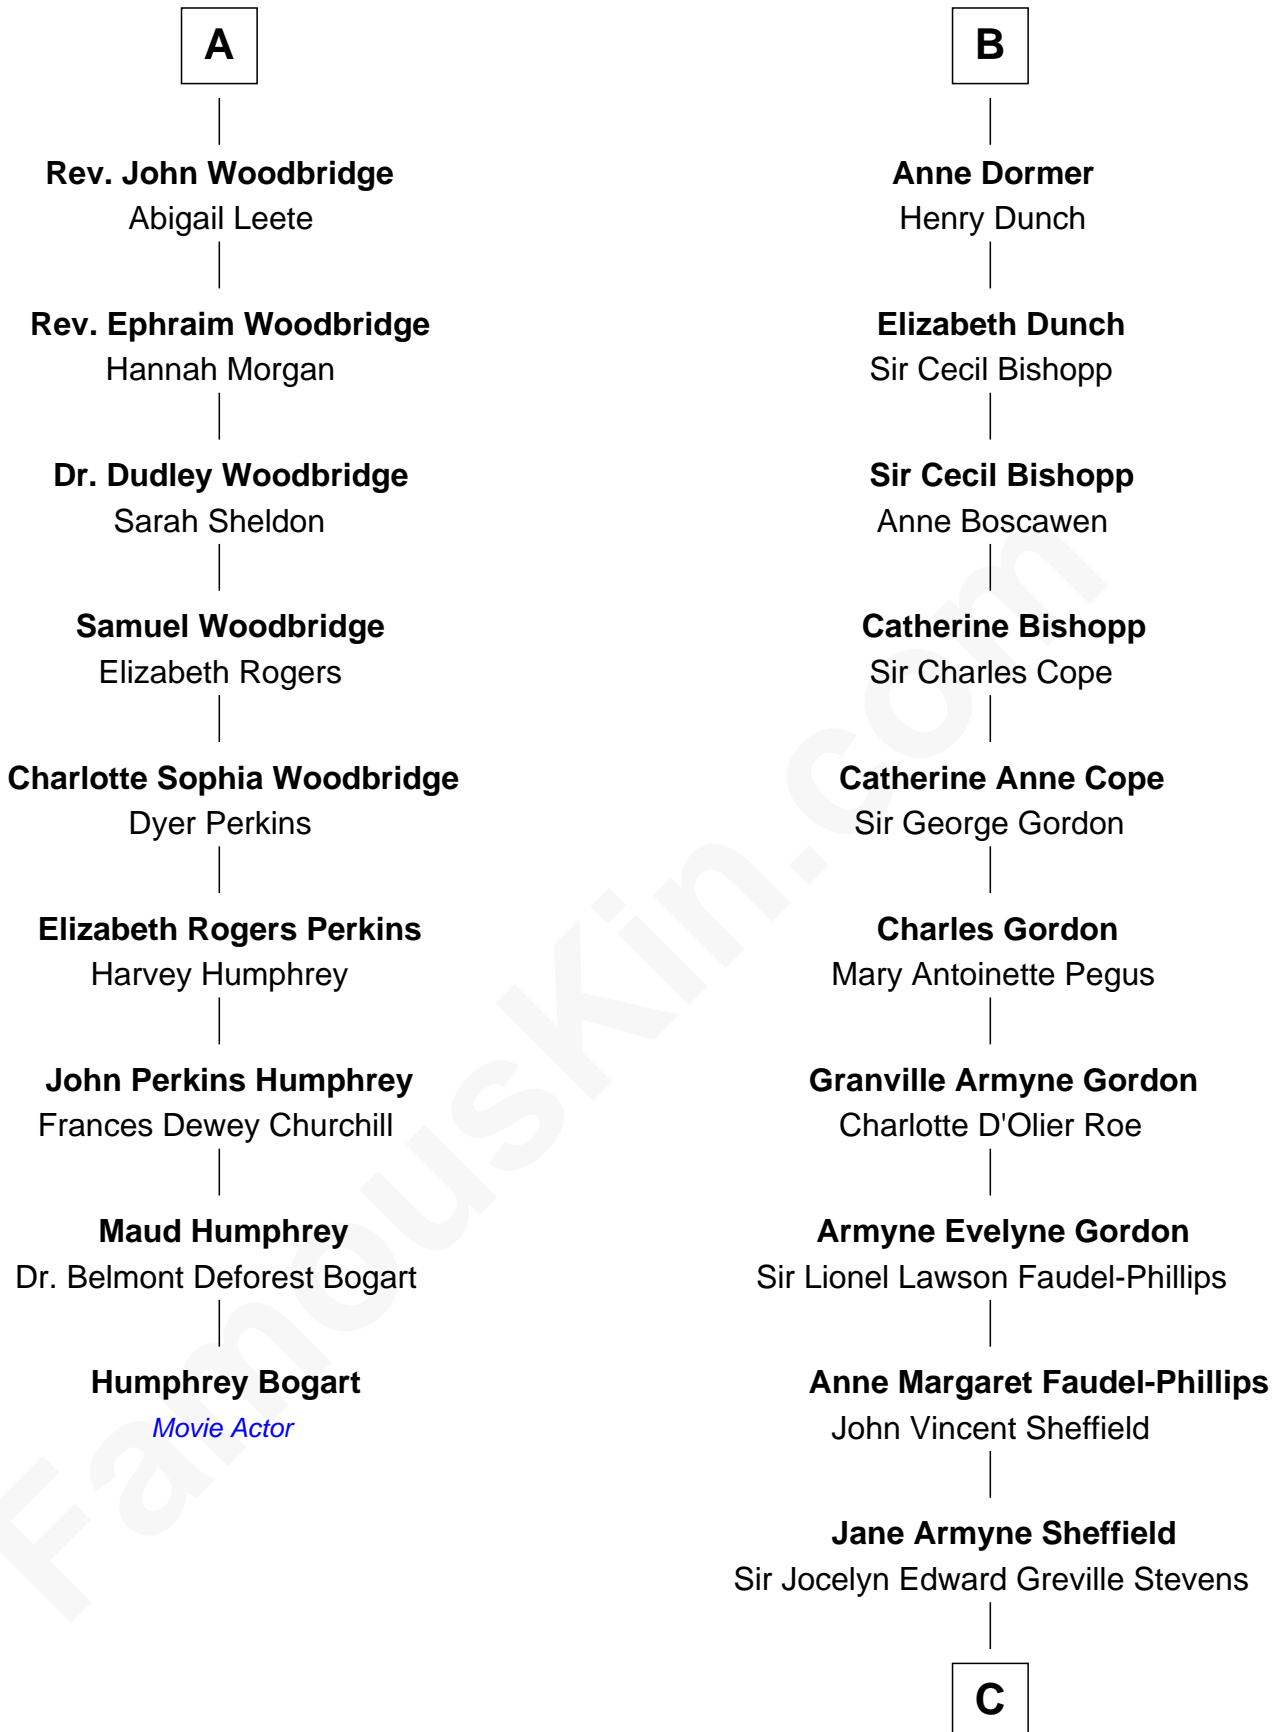 A
Rev. John Woodbridge
Abigail Leete
Rev. Ephraim Woodbridge
Hannah Morgan
Dr. Dudley Woodbridge
Sarah Sheldon
Samuel Woodbridge
Elizabeth Rogers
Charlotte Sophia Woodbridge
Dyer Perkins
Elizabeth Rogers Perkins
Harvey Humphrey
John Perkins Humphrey
Frances Dewey Churchill
Maud Humphrey
Dr. Belmont Deforest Bogart
Humphrey Bogart
Movie Actor
B
Anne Dormer
Henry Dunch
Elizabeth Dunch
Sir Cecil Bishopp
Sir Cecil Bishopp
Anne Boscawen
Catherine Bishopp
Sir Charles Cope
Catherine Anne Cope
Sir George Gordon
Charles Gordon
Mary Antoinette Pegus
Granville Armyne Gordon
Charlotte D'Olier Roe
Armyne Evelyne Gordon
Sir Lionel Lawson Faudel-Phillips
Anne Margaret Faudel-Phillips
John Vincent Sheffield
Jane Armyne Sheffield
Sir Jocelyn Edward Greville Stevens
C
FamousKin.com